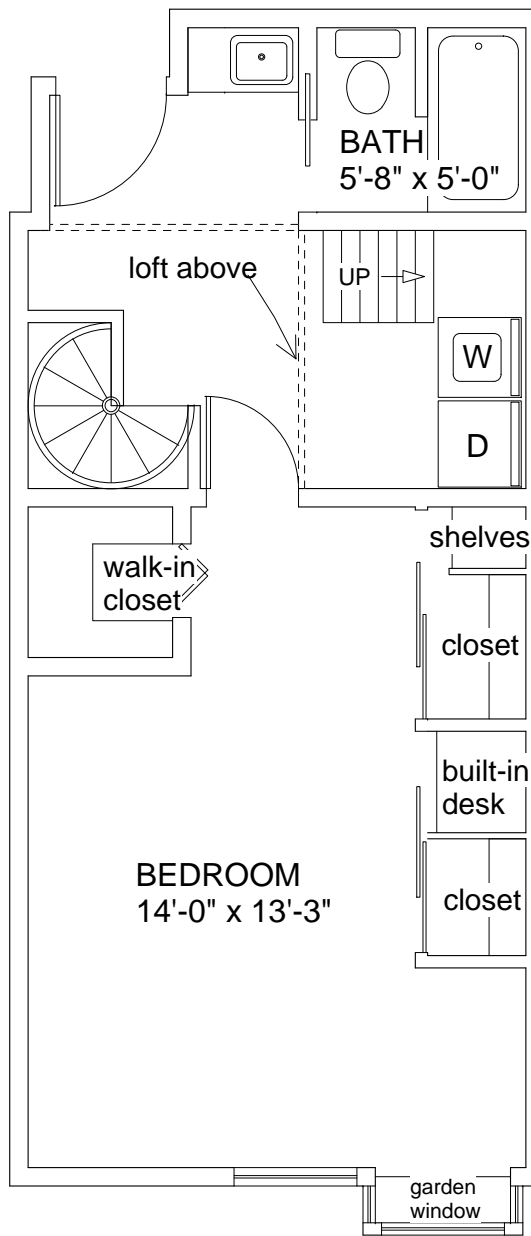 BATH
5'-8" x 5'-0"
loft above
UP
W
D
shelves
walk-in
closet
closet
built-in
desk
BEDROOM
14'-0" x 13'-3"
closet
garden
window